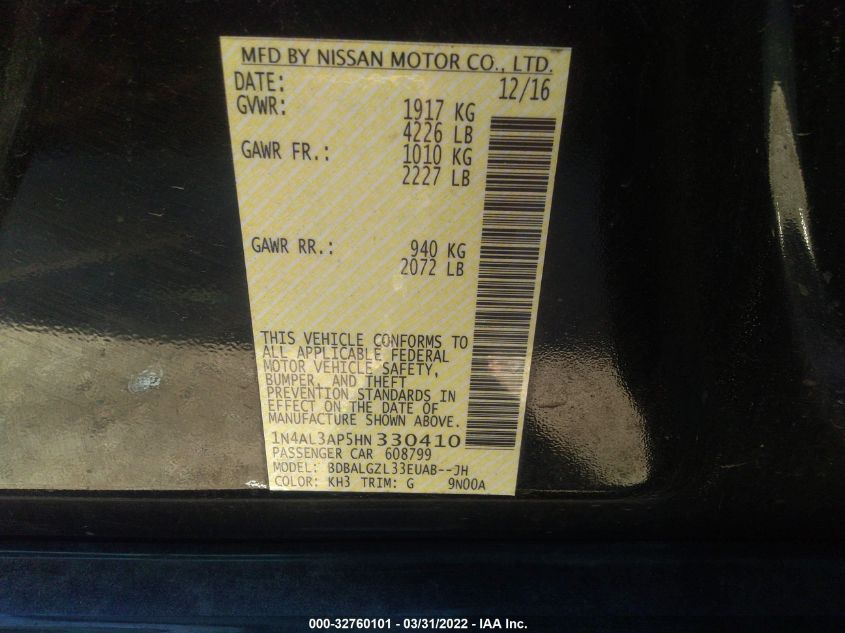 MFD BY NISSAN MOTOR CO., LTD.
DATE: 12/16
GVWR: 1917 KG
4226 LB
GAWR FR.: 1010 KG
2227 LB
GAWR RR.: 940 KG
2072 LB
THIS VEHICLE CONFORMS TO
ALL APPLICABLE FEDERAL
MOTOR VEHICLE SAFETY,
BUMPER, AND THEFT
PREVENTION STANDARDS IN
EFFECT ON THE DATE OF
MANUFACTURE SHOWN ABOVE.
1N4AL3AP5HN330410
PASSENGER CAR 608799
MODEL: BDBALGZL33EUAB--JH
COLOR: KH3 TRIM: G 9N00A
000-32760101 - 03/31/2022 - IAA Inc.